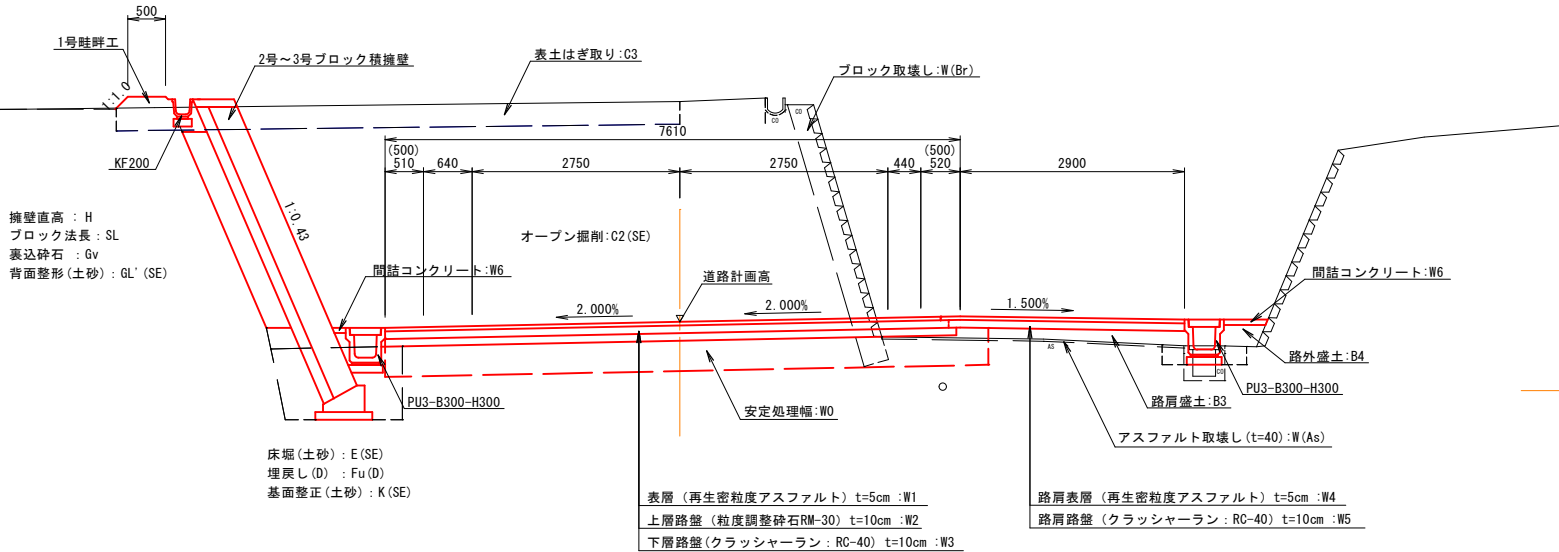 500
1号畦畔工
1:1.0
2号～3号ブロック積擁壁
表土はぎ取り:C3
ブロック取壊し:W(Br)
CO
CO
CO
KF200
7610
(500)
(500)
510
640
2750
2750
440
520
2900
擁壁直高 : H
ブロック法長 : SL
裏込砕石 : Gv
背面整形(土砂) : GL'(SE)
1:0.43
オープン掘削:C2(SE)
間詰コンクリート:W6
道路計画高
間詰コンクリート:W6
2.000%
2.000%
1.500%
AS
CO
路外盛土:B4
PU3-B300-H300
PU3-B300-H300
安定処理幅:W0
路肩盛土:B3
アスファルト取壊し(t=40):W(As)
床堀(土砂) : E(SE)
埋戻し(D) : Fu(D)
基面整正(土砂) : K(SE)
表層 (再生密粒度アスファルト) t=5cm :W1
上層路盤 (粒度調整砕石RM-30) t=10cm :W2
下層路盤(クラッシャーラン : RC-40) t=10cm :W3
路肩表層 (再生密粒度アスファルト) t=5cm :W4
路肩路盤 (クラッシャーラン : RC-40) t=10cm :W5